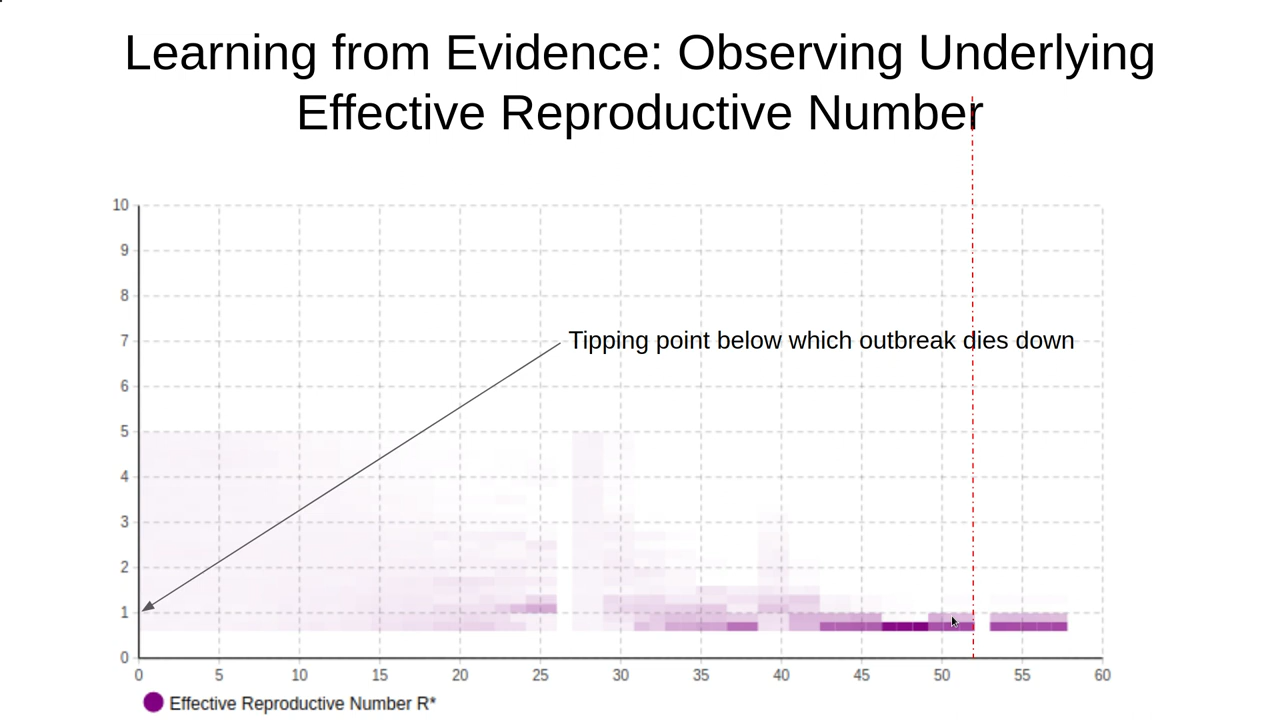 Learning from Evidence: Observing Underlying
Effective Reproductive Number
10
9
8
7
6
5
4
3
2
1
0
Tipping point below which outbreak dies down
0 5 10 15 20 25 30 35 40 45 50 55 60
Effective Reproductive Number R*